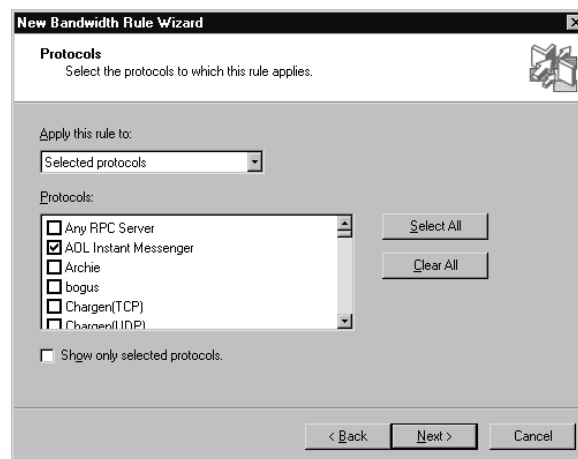 New Bandwidth Rule Wizard
Protocols
Select the protocols to which this rule applies.
Apply this rule to:
Selected protocols
Protocols:
Any RPC Server
AOL Instant Messenger
Archie
bogus
Chargen(TCP)
Chargen(UDP)
Select All
Clear All
Show only selected protocols.
< Back
Next >
Cancel